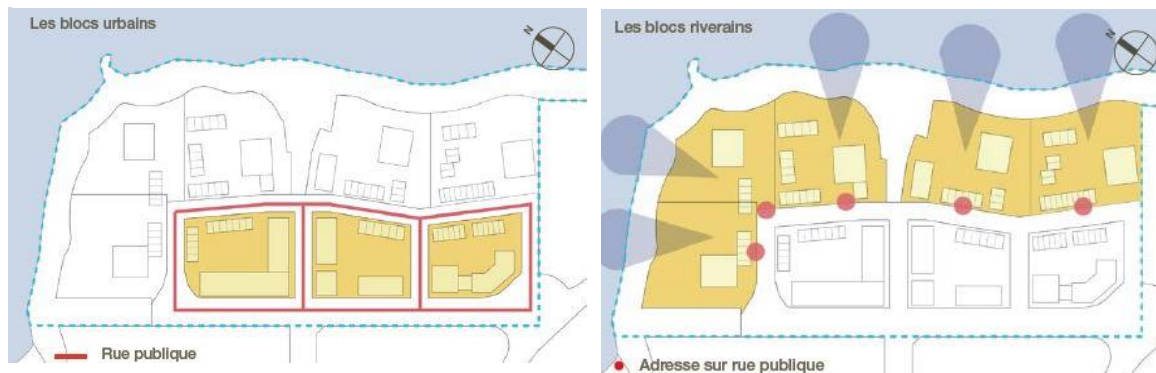 Les blocs urbains
N
Rue publique
Les blocs riverains
N
Adresse sur rue publique